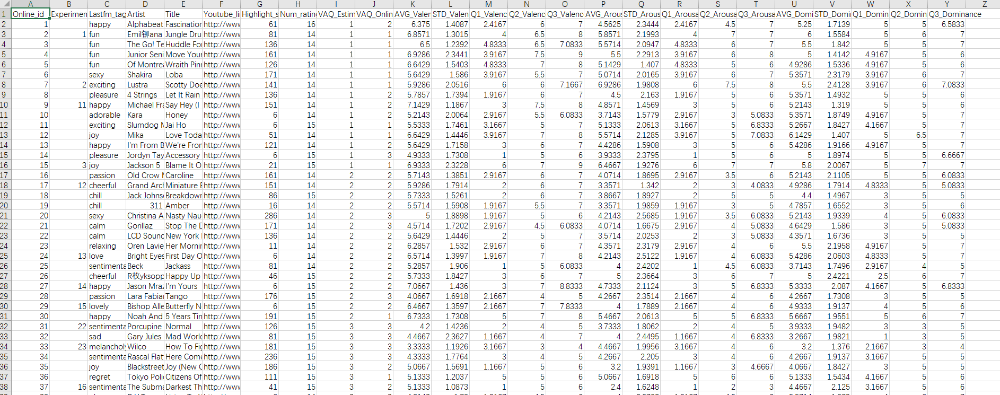 A B C D E F G H I J K L M N O P Q R S T U V W X Y Z
1 Online_id Experimen Lastfm_tag Artist Title Youtube_li Highlight_s Num_rating VAQ_Estim VAQ_Onlin AVG_Valen STD_Valen Q1_Valenc Q2_Valenc Q3_Valenc AVG_Arous STD_Arous Q1_Arousa Q2_Arousa Q3_Arousa AVG_Domi STD_Domi Q1_Domin Q2_Domin Q3_Dominance
2 1 happy Alphabeat Fascination http://www 61 16 1 2 6.375 1.4087 2.4167 6 7 4.5625 2.3444 2.4167 4.5 7 5.25 1.7139 5 5 6.5833
3 2 1 fun Emil铆ana Jungle Dru http://www 81 14 1 1 6.8571 1.3015 4 6.5 8 5.8571 2.1993 4 7 7 6 1.5584 5 6 7
4 3 fun The Go! Te Huddle For http://www 136 14 1 1 6.5 1.2392 4.8333 6.5 7.0833 5.5714 2.0947 4.8333 6 7 5.5 1.842 5 5 7
5 4 fun Junior Seni Move Your http://www 161 14 1 1 6.9286 2.3441 3.9167 7.5 9 5.5 2.2913 3.9167 6 8 5 1.4142 4.9167 5 6
6 5 fun Of Montre Wraith Pin http://www 126 14 1 1 6.6429 1.5403 4.8333 7 8 5.1429 1.407 4.8333 5 6 4.9286 1.5336 4.9167 5 6
7 6 sexy Shakira Loba http://www 171 14 1 1 5.6429 1.586 3.9167 5.5 7 5.0714 2.0165 3.9167 6 7 5.3571 2.3179 3.9167 6 7
8 7 2 exciting Lustra Scotty Doe http://www 141 14 1 1 5.9286 2.0516 6 6 7.1667 6.9286 1.9808 6 7.5 8 5.5 2.4128 3.9167 6 7.0833
9 8 pleasure 4 Strings Let It Rain http://www 136 14 1 2 5.7857 1.7394 1.9167 6 7 4.5 2.163 1.9167 5 6 5.3571 1.4932 5 5 6
10 9 11 happy Michael Fra Say Hey (I http://www 151 14 1 2 7.1429 1.1867 3 7.5 8 4.8571 1.4569 3 5 6 5.2143 1.319 5 5 6
11 10 adorable Kara Honey http://www 6 14 1 2 5.2143 2.0064 2.9167 5.5 6.0833 3.7143 1.5779 2.9167 3 5.0833 5.3571 1.8749 4.9167 5 7
12 11 exciting Slumdog M Jai Ho http://www 6 15 1 1 5.5333 1.7461 3.1667 5 7 5.1333 2.0613 3.1667 5 6.8333 5.2667 1.8427 4.1667 5 7
13 12 joy Mika Love Toda http://www 51 14 1 1 6.6429 1.4446 3.9167 7 8 5.5714 2.1285 3.9167 5 7.0833 6.1429 1.407 5 6.5 7
14 13 happy I'm From B We're Fror http://www 121 14 1 2 5.6429 1.7158 3 6 7 4.4286 1.5908 3 5 6 5.4286 1.9166 4.9167 5 7
15 14 pleasure Jordyn Tay Accessory http://www 6 15 1 3 4.9333 1.7308 1 5 6 3.9333 2.3795 1 5 6 5 1.8974 5 5 6.6667
16 15 3 joy Jackson 5 Blame It O http://www 21 15 1 1 6.9333 2.3228 6 7 9 6.4667 1.9276 6 7 7 5.8 2.0067 5 7 7
17 16 passion Old Crow M Caroline http://www 161 14 2 2 5.7143 1.3851 2.9167 6 7 4.0714 1.8695 2.9167 3.5 6 5.2143 2.1105 5 5 6.0833
18 17 12 cheerful Grand Arch Miniature B http://www 151 14 2 2 5.9286 1.7914 2 6 7 3.3571 1.342 2 3 4.0833 4.9286 1.7914 4.8333 5 5.0833
19 18 chill Jack Johns Breakdowr http://www 86 15 2 2 5.7333 1.5261 2 6 7 3.8667 1.8927 2 5 5 4.4 1.4967 3 5 5
20 19 chill 311 Amber http://www 16 14 2 2 5.5714 1.5908 1.9167 5.5 7 3.3571 1.9859 1.9167 3 5 4.7857 1.6552 3 5 6
21 20 sexy Christina A Nasty Nau http://www 286 14 2 3 5 1.8898 1.9167 5 6 4.2143 2.5685 1.9167 3.5 6.0833 5.2143 1.9339 4 5 6.0833
22 21 calm Gorillaz Stop The D http://www 171 14 2 3 4.5714 1.7202 2.9167 4.5 6.0833 4.0714 1.6675 2.9167 4 5.0833 4.6429 1.586 3 5 5.0833
23 22 calm LCD Sounc New York I http://www 136 14 2 2 5.6429 1.4446 2 5 7 3.5714 2.0253 2 3 5.0833 4.3571 1.6736 3 5 5
24 23 relaxing Oren Lavie Her Mornir http://www 11 14 2 2 6.2857 1.532 2.9167 6 7 4.3571 2.3179 2.9167 4 6 5.5 2.1958 4.9167 5 7
25 24 13 love Bright Eyes First Day O http://www 6 14 2 2 6.5714 1.3997 1.9167 7 8 4.2143 2.5122 1.9167 4 6.0833 5.4286 2.0603 4.8333 5 7
26 25 sentimenta Beck Jackass http://www 81 14 2 2 5.2857 1.906 1 5 6.0833 4 2.4202 1 4.5 6.0833 3.7143 1.7496 2.9167 4 5
27 26 cheerful R枚yksopp Happy Up http://www 46 15 2 2 5.7333 1.8427 3 6 7 5 2.3664 3 6 7 5 2.4221 2.5 6 7
28 27 14 happy Jason Mraz I'm Yours http://www 6 15 2 2 7.0667 1.436 3 7 8.8333 4.7333 2.1124 3 5 6.8333 5.3333 2.087 4.1667 5 6.8333
29 28 passion Lara Fabiar Tango http://www 176 15 2 3 4.0667 1.6918 2.1667 4 5 4.2667 2.3514 2.1667 4 6 4.2667 1.7308 3 5 5
30 29 15 lovely Bishop Alle Butterfly N http://www 6 15 2 2 6.4667 1.3597 2.1667 7 7.8333 4 1.7889 2.1667 4 6 4.9333 1.9137 4 5 6
31 30 happy Noah And 5 Years Tin http://www 191 15 2 1 6.7333 1.7308 5 7 8 5.4667 2.0613 5 5 6.8333 5.6667 1.9551 5 6 7
32 31 22 sentimenta Porcupine Normal http://www 126 15 3 3 4.2 1.4236 2 4 5 3.7333 1.8062 2 4 5 3.9333 1.9482 3 3 5
33 32 sad Gary Jules Mad World http://www 81 15 3 3 4.4667 2.3627 1.1667 4 7 4 2.4495 1.1667 4 6.8333 3.2667 1.9821 1 3 5
34 33 23 melancholy Wilco How To Fig http://www 181 15 3 3 3.3333 1.1926 3.1667 3 4 4.4667 1.9956 3.1667 4 6 3.2 1.376 2.1667 3 4
35 34 sentimenta Rascal Flat Here Come http://www 236 15 3 3 4.3333 1.7764 3 4 5 4.2667 2.205 3 4 6 4.2667 1.9137 3.1667 5 5
36 35 joy Blackstreet Joy (New C http://www 186 15 3 2 5.0667 1.5691 1.1667 5 6 3.2 1.9391 1.1667 3 4.6667 4.0667 1.8427 3 5 5
37 36 regret Tokyo Poli Citizens Of http://www 111 15 3 1 5.1333 1.2037 5 5 6 5.0667 1.6918 5 6 6 5.1333 1.5434 4.1667 5 6
38 37 16 sentimenta The Subma Darkest Th http://www 41 15 3 2 5.1333 1.0873 1 5 6 2.4 1.6248 1 2 3 4.4667 2.125 3.1667 5 6